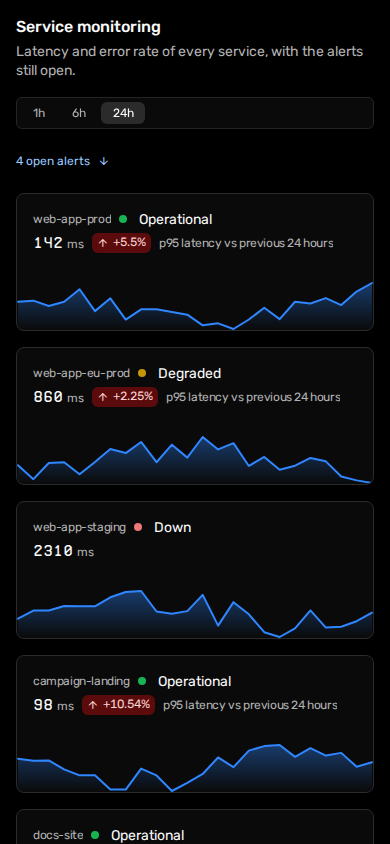 Service monitoring
Latency and error rate of every service, with the alerts
still open.
1h 6h 24h
4 open alerts ↓
web-app-prod Operational
142 ms ↑ +5.5% p95 latency vs previous 24 hours
web-app-eu-prod Degraded
860 ms ↑ +2.25% p95 latency vs previous 24 hours
web-app-staging Down
2310 ms
campaign-landing Operational
98 ms ↑ +10.54% p95 latency vs previous 24 hours
docs-site Operational